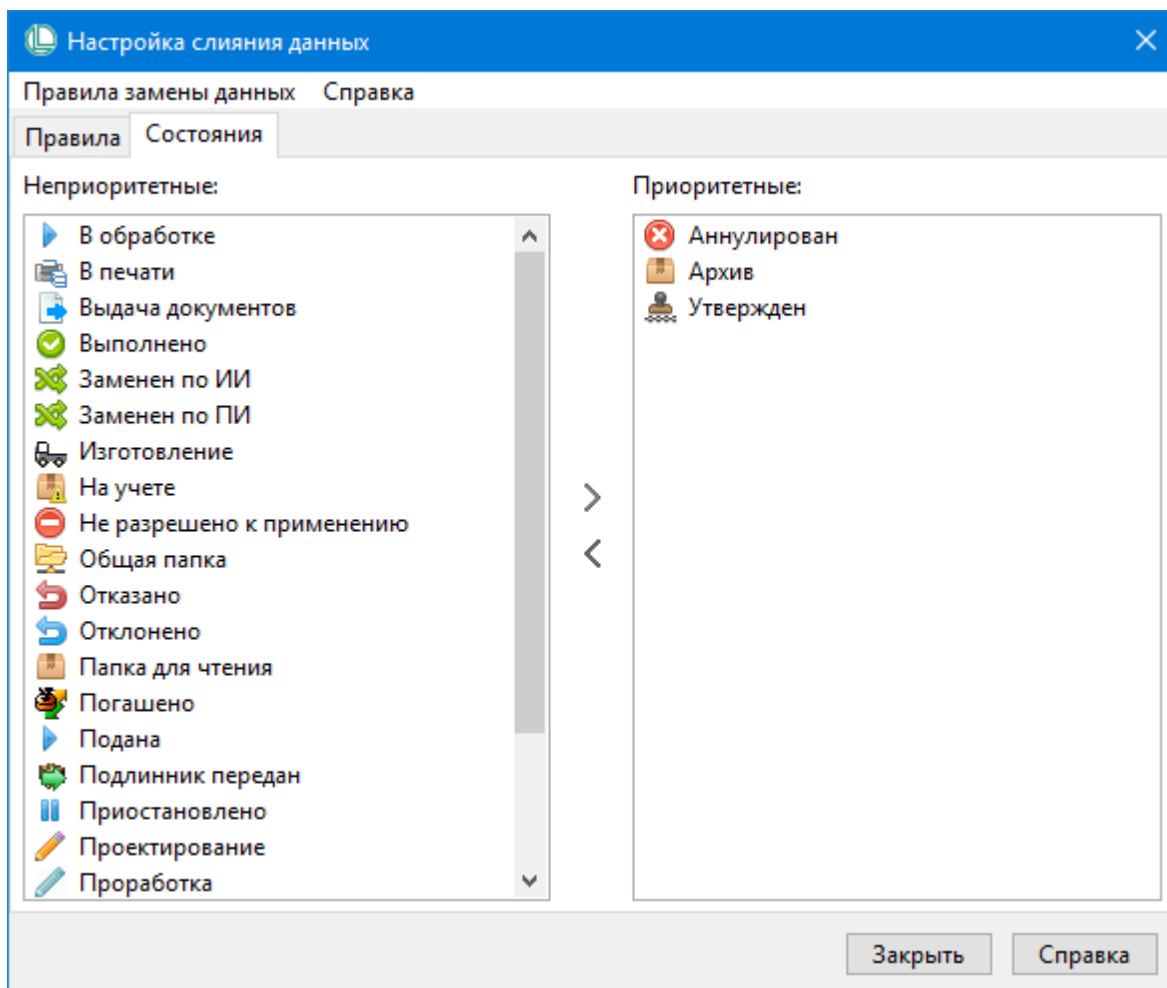 Настройка слияния данных
Правила замены данных Справка
Правила Состояния
Неприоритетные:
В обработке
В печати
Выдача документов
Выполнено
Заменен по ИИ
Заменен по ПИ
Изготовление
На учете
Не разрешено к применению
Общая папка
Отказано
Отклонено
Папка для чтения
Погашено
Подана
Подлинник передан
Приостановлено
Проектирование
Проработка
Приоритетные:
Аннулирован
Архив
Утвержден
Закрыть Справка